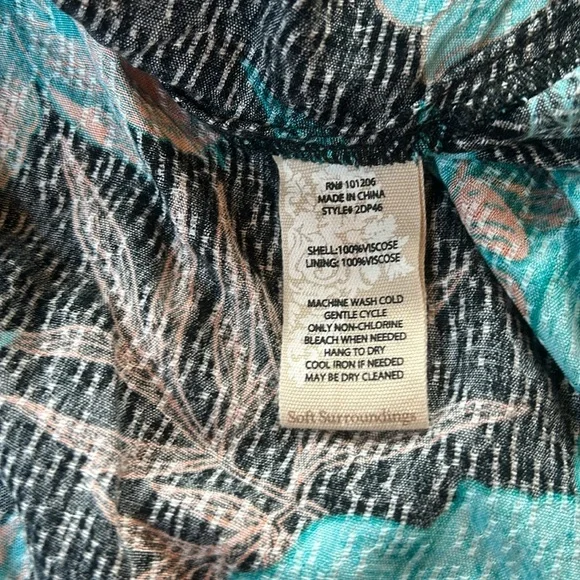 RN# 101206
MADE IN CHINA
STYLE# 2DP46
SHELL:100%VISCOSE
LINING: 100%VISCOSE
MACHINE WASH COLD
GENTLE CYCLE
ONLY NON-CHLORINE
BLEACH WHEN NEEDED
HANG TO DRY
COOL IRON IF NEEDED
MAY BE DRY CLEANED
Soft Surroundings